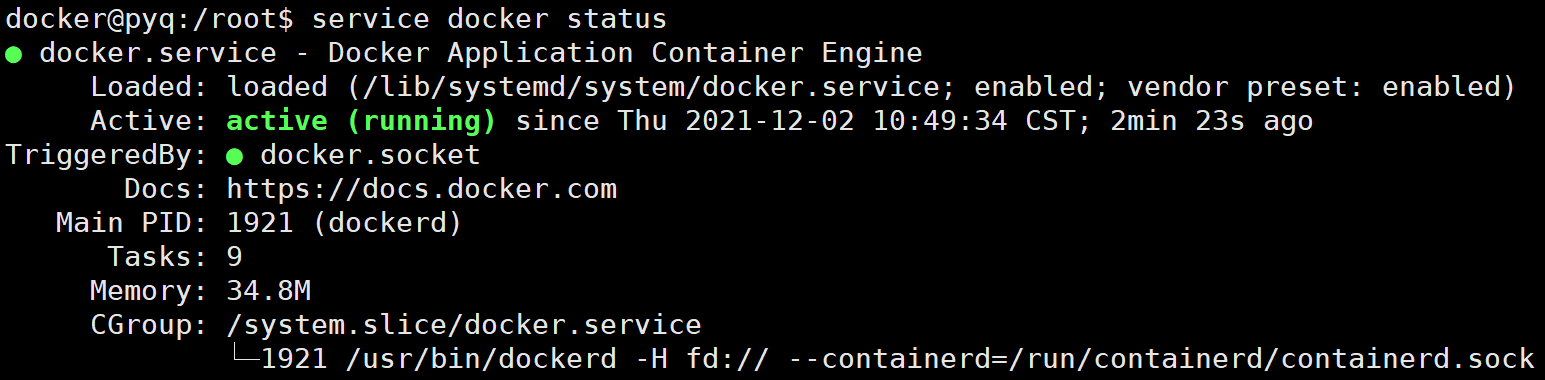 docker@pyq:/root$ service docker status
● docker.service - Docker Application Container Engine
Loaded: loaded (/lib/systemd/system/docker.service; enabled; vendor preset: enabled)
Active: active (running) since Thu 2021-12-02 10:49:34 CST; 2min 23s ago
TriggeredBy: ● docker.socket
Docs: https://docs.docker.com
Main PID: 1921 (dockerd)
Tasks: 9
Memory: 34.8M
CGroup: /system.slice/docker.service
└─1921 /usr/bin/dockerd -H fd:// --containerd=/run/containerd/containerd.sock